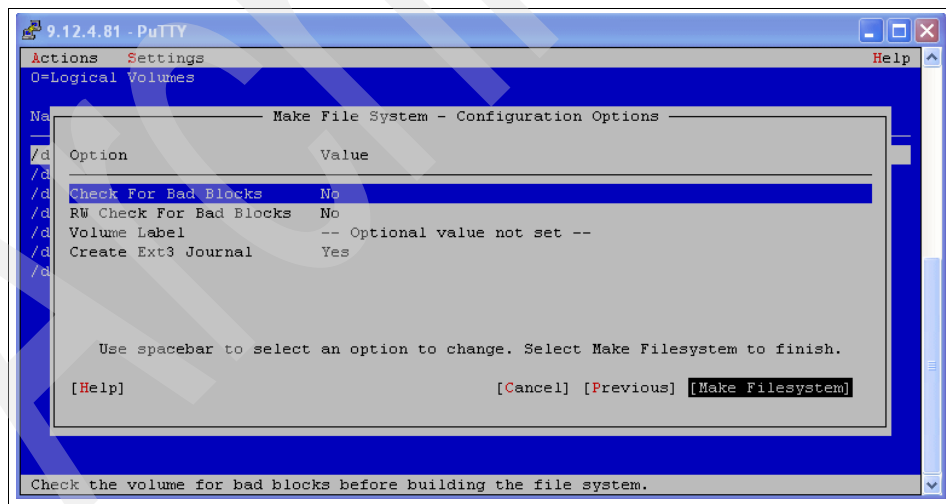 9.12.4.81 - PuTTY
Actions Settings Help
0=Logical Volumes
Na
Make File System - Configuration Options
/d Option Value
/d
/d Check For Bad Blocks No
/d RW Check For Bad Blocks No
/d Volume Label -- Optional value not set --
/d Create Ext3 Journal Yes
/d
Use spacebar to select an option to change. Select Make Filesystem to finish.
[Help] [Cancel] [Previous] [Make Filesystem]
Check the volume for bad blocks before building the file system.